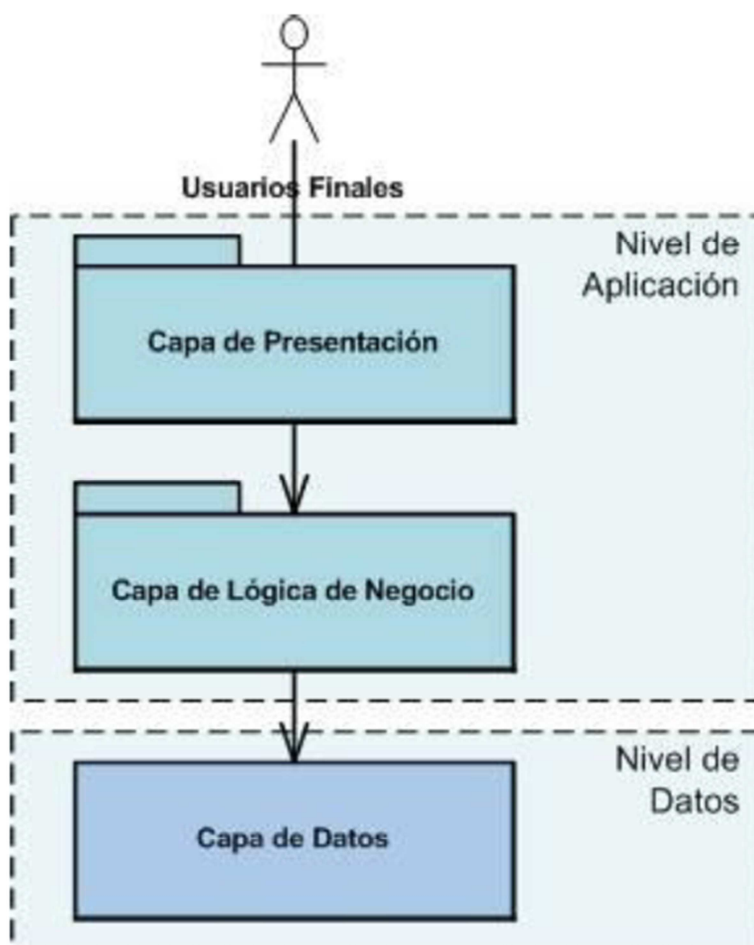 Usuarios Finales
Nivel de
Aplicación
Capa de Presentación
Capa de Lógica de Negocio
Nivel de
Datos
Capa de Datos